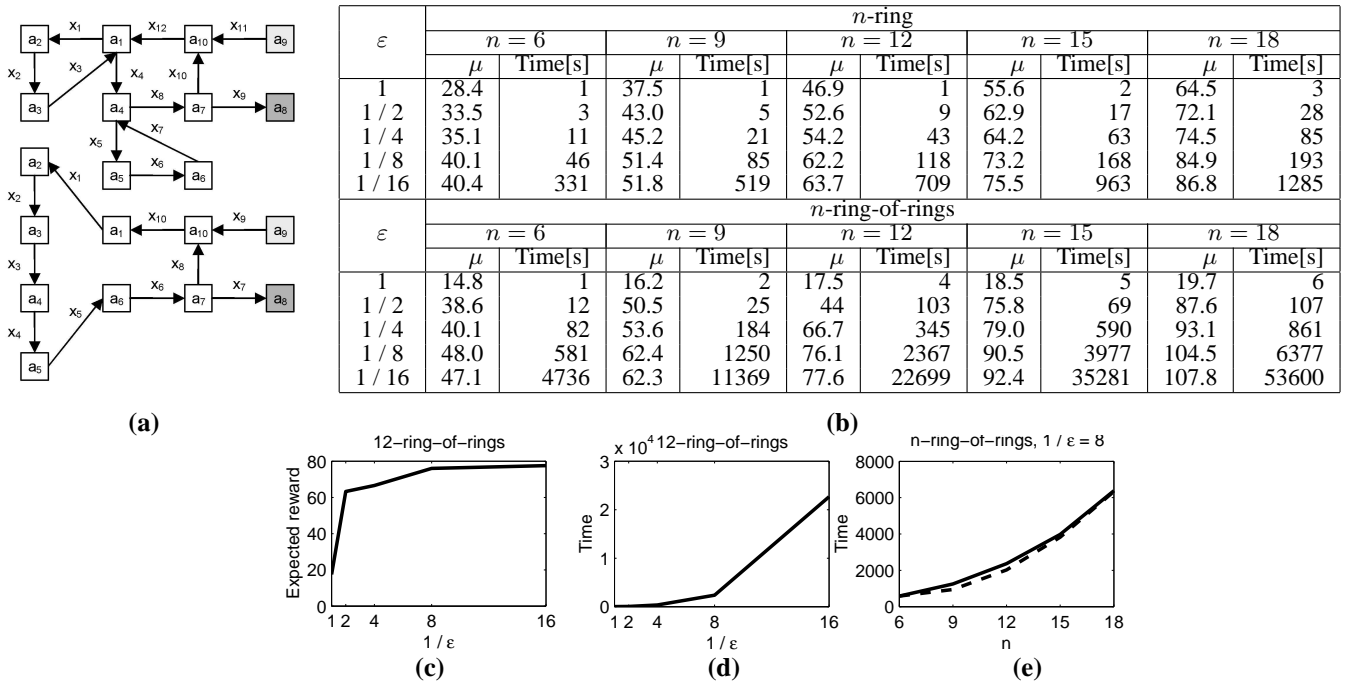 x₁ x₁₂ x₁₁
a₂ a₁ a₁₀ a₉
x₂ x₃ x₄ x₁₀
x₈ x₉
a₃ a₄ a₇ a₈
x₇
x₅ x₆
a₅ a₆
a₂
x₁
x₂
x₁₀ x₉
a₃ a₁ a₁₀ a₉
x₃ x₈
x₆ x₇
a₄ a₆ a₇ a₈
x₄ x₅
a₅
(a)
ε n-ring
n = 6 n = 9 n = 12 n = 15 n = 18
μ Time[s] μ Time[s] μ Time[s] μ Time[s] μ Time[s]
1 28.4 1 37.5 1 46.9 1 55.6 2 64.5 3
1 / 2 33.5 3 43.0 5 52.6 9 62.9 17 72.1 28
1 / 4 35.1 11 45.2 21 54.2 43 64.2 63 74.5 85
1 / 8 40.1 46 51.4 85 62.2 118 73.2 168 84.9 193
1 / 16 40.4 331 51.8 519 63.7 709 75.5 963 86.8 1285
ε n-ring-of-rings
n = 6 n = 9 n = 12 n = 15 n = 18
μ Time[s] μ Time[s] μ Time[s] μ Time[s] μ Time[s]
1 14.8 1 16.2 2 17.5 4 18.5 5 19.7 6
1 / 2 38.6 12 50.5 25 44 103 75.8 69 87.6 107
1 / 4 40.1 82 53.6 184 66.7 345 79.0 590 93.1 861
1 / 8 48.0 581 62.4 1250 76.1 2367 90.5 3977 104.5 6377
1 / 16 47.1 4736 62.3 11369 77.6 22699 92.4 35281 107.8 53600
(b)
12−ring−of−rings
Expected reward
80
60
40
20
0
1 2 4 8 16
1 / ε
(c)
x 10⁴ 12−ring−of−rings
Time
3
2
1
0
1 2 4 8 16
1 / ε
(d)
n−ring−of−rings, 1 / ε = 8
Time
8000
6000
4000
2000
0
6 9 12 15 18
n
(e)